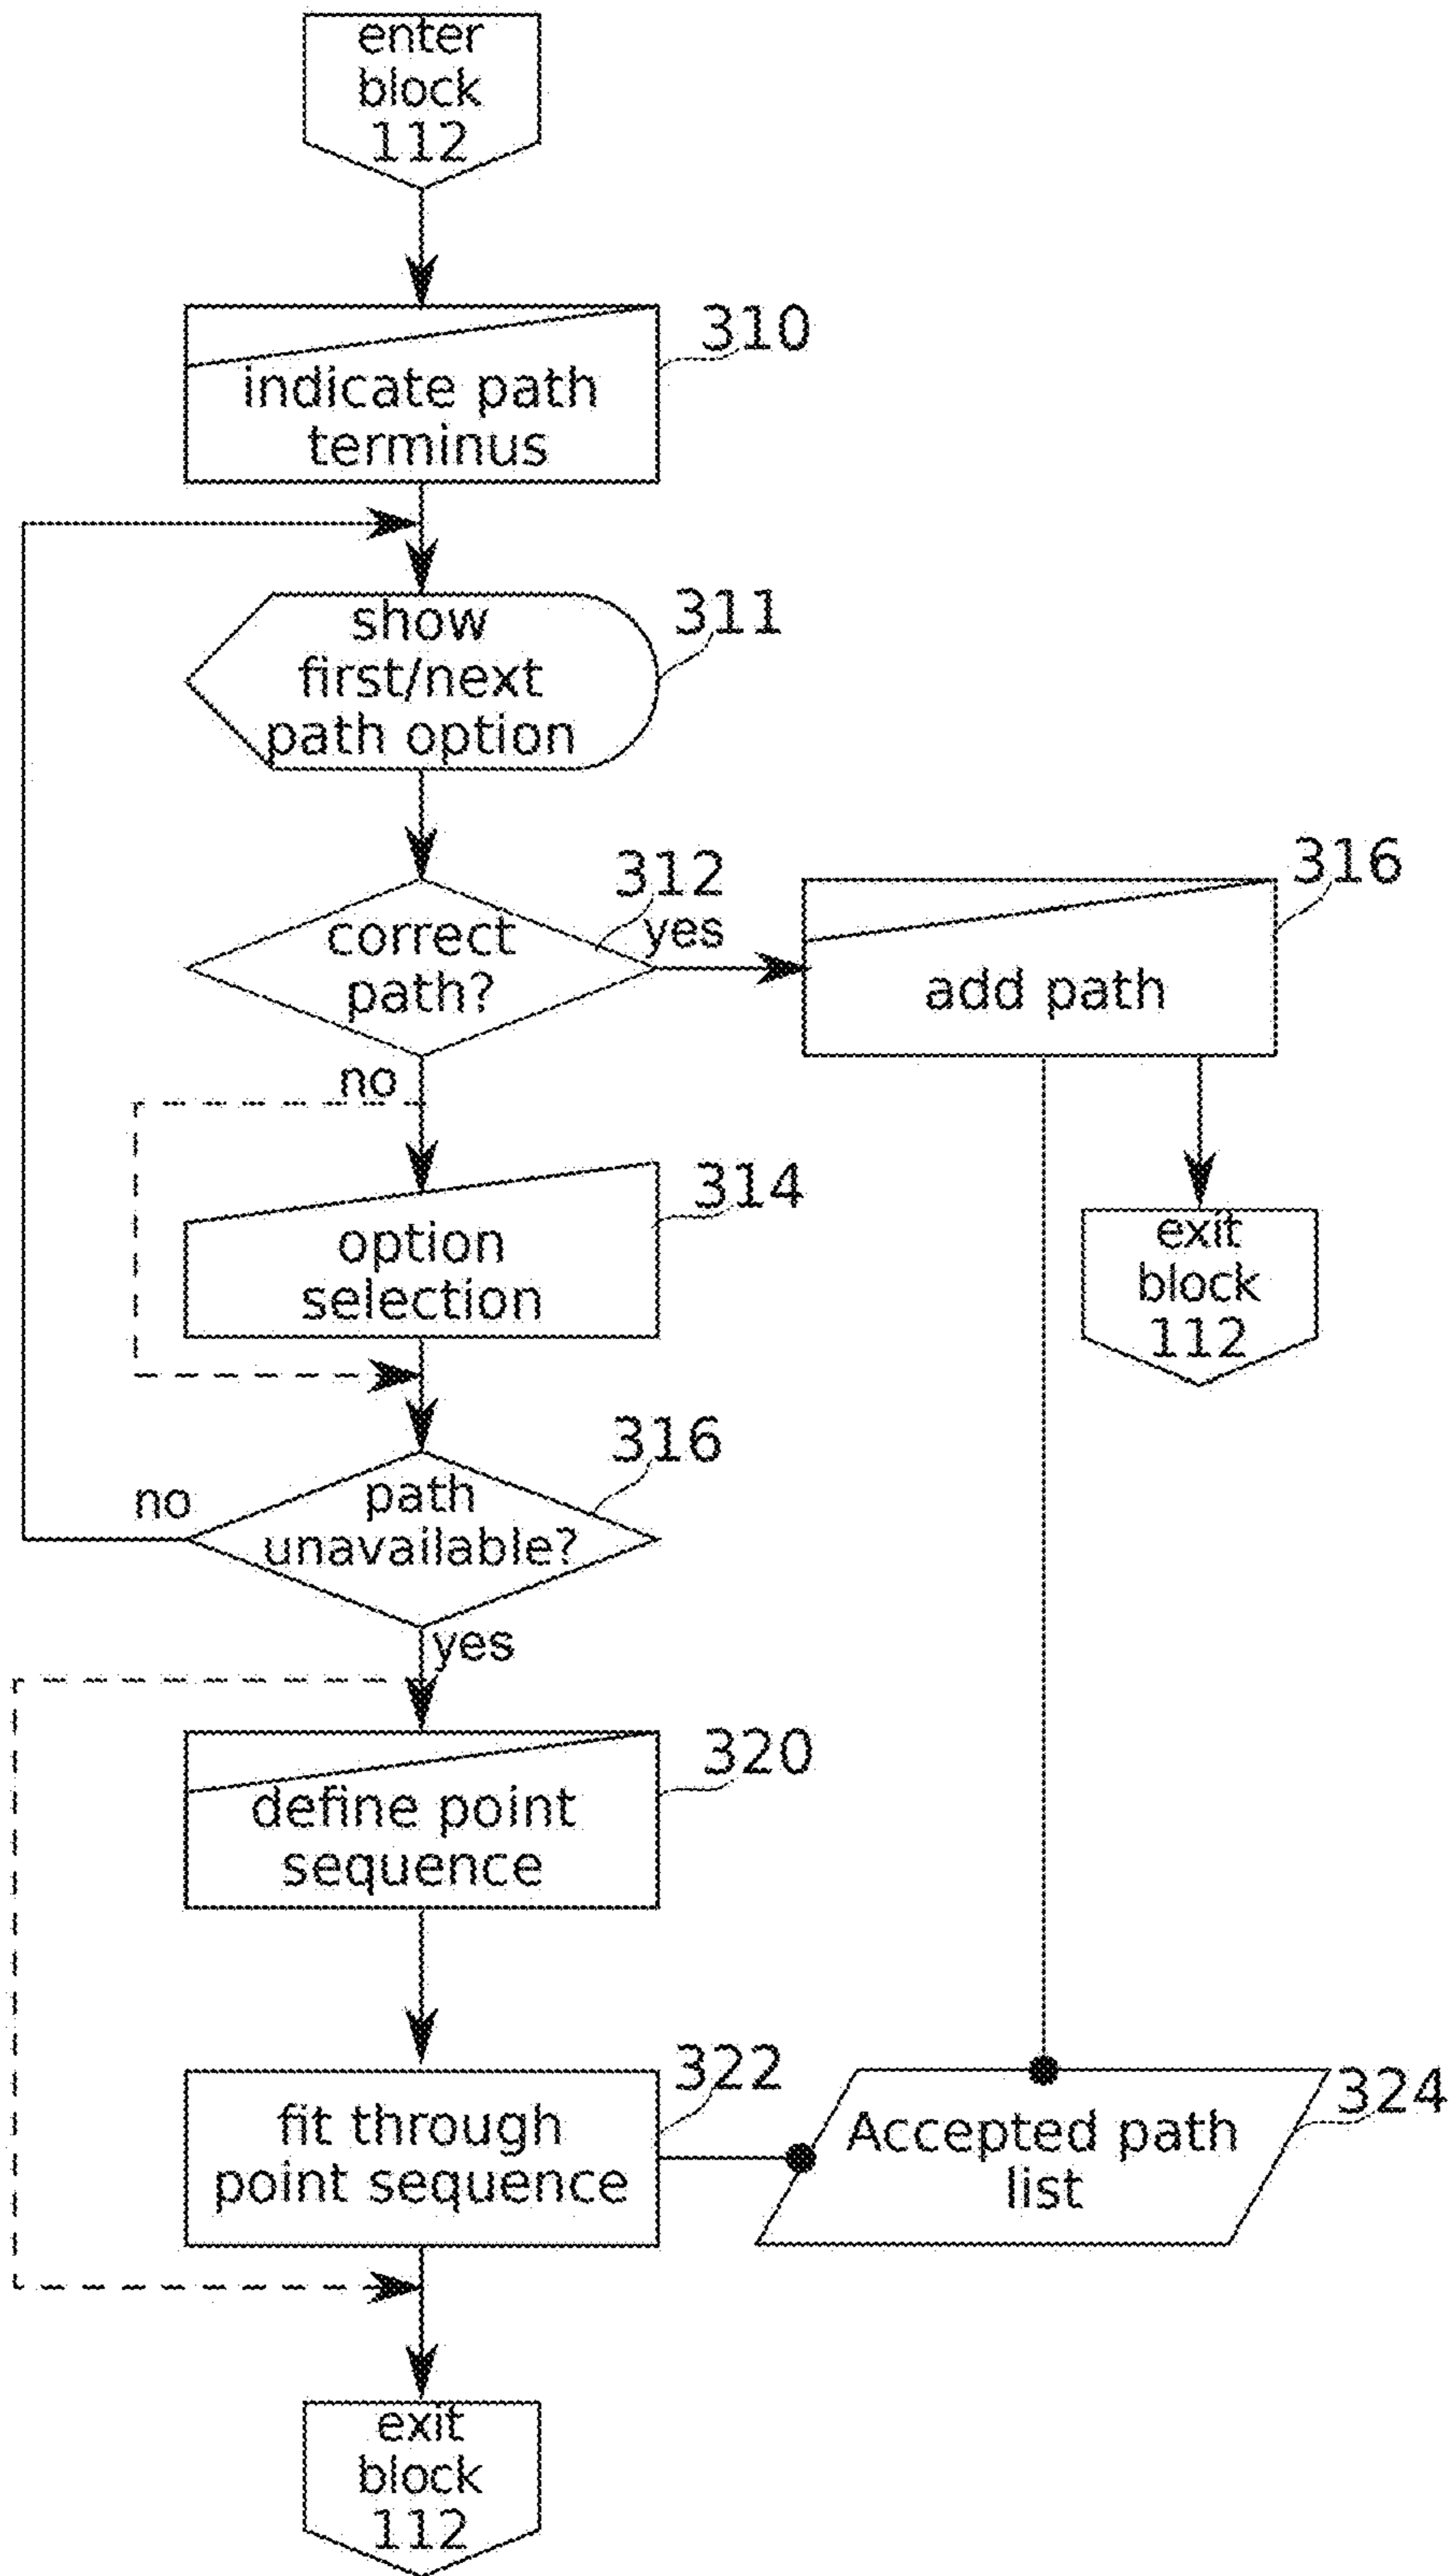 enter
block
112
310
indicate path
terminus
311
show
first/next
path option
312
correct
path?
yes
316
add path
no
314
option
selection
exit
block
112
316
path
unavailable?
no
yes
320
define point
sequence
322
fit through
point sequence
324
Accepted path
list
exit
block
112